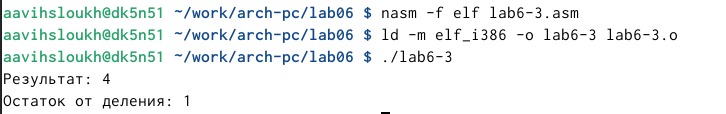 aavihsloukh@dk5n51 ~/work/arch-pc/lab06 $ nasm -f elf lab6-3.asm
aavihsloukh@dk5n51 ~/work/arch-pc/lab06 $ ld -m elf_i386 -o lab6-3 lab6-3.o
aavihsloukh@dk5n51 ~/work/arch-pc/lab06 $ ./lab6-3
Результат: 4
Остаток от деления: 1